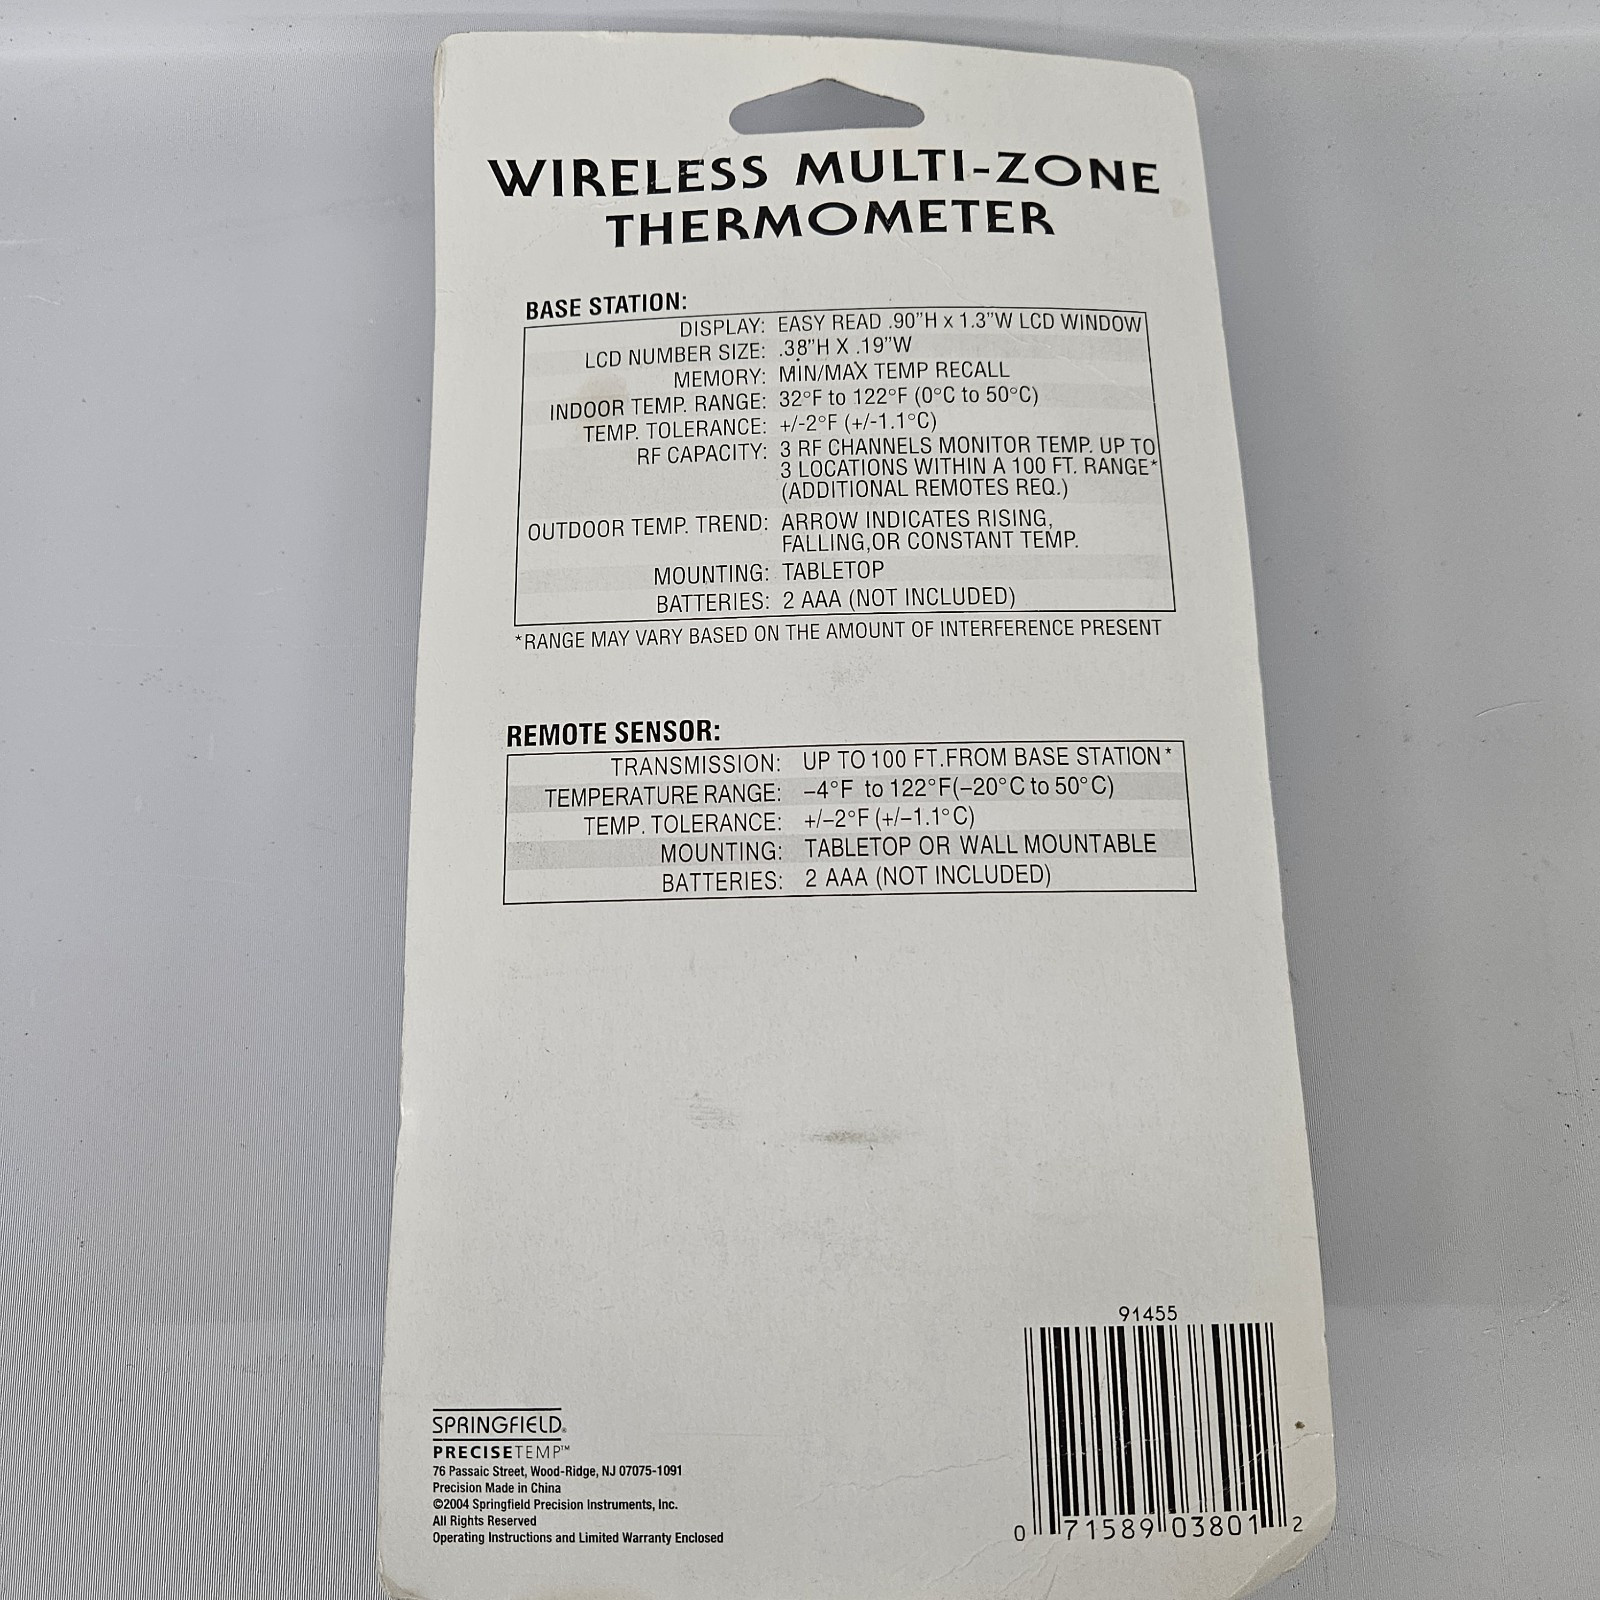 WIRELESS MULTI-ZONE
THERMOMETER
BASE STATION:
DISPLAY: EASY READ .90"H x 1.3"W LCD WINDOW
LCD NUMBER SIZE: .38"H X .19"W
MEMORY: MIN/MAX TEMP RECALL
INDOOR TEMP. RANGE: 32°F to 122°F (0°C to 50°C)
TEMP. TOLERANCE: +/-2°F (+/-1.1°C)
RF CAPACITY: 3 RF CHANNELS MONITOR TEMP. UP TO
3 LOCATIONS WITHIN A 100 FT. RANGE*
(ADDITIONAL REMOTES REQ.)
OUTDOOR TEMP. TREND: ARROW INDICATES RISING,
FALLING,OR CONSTANT TEMP.
MOUNTING: TABLETOP
BATTERIES: 2 AAA (NOT INCLUDED)
*RANGE MAY VARY BASED ON THE AMOUNT OF INTERFERENCE PRESENT
REMOTE SENSOR:
TRANSMISSION: UP TO 100 FT.FROM BASE STATION*
TEMPERATURE RANGE: –4°F to 122°F(–20°C to 50°C)
TEMP. TOLERANCE: +/–2°F (+/–1.1°C)
MOUNTING: TABLETOP OR WALL MOUNTABLE
BATTERIES: 2 AAA (NOT INCLUDED)
91455
0 71589 03801 2
SPRINGFIELD®
PRECISETEMP™
76 Passaic Street, Wood-Ridge, NJ 07075-1091
Precision Made in China
©2004 Springfield Precision Instruments, Inc.
All Rights Reserved
Operating Instructions and Limited Warranty Enclosed